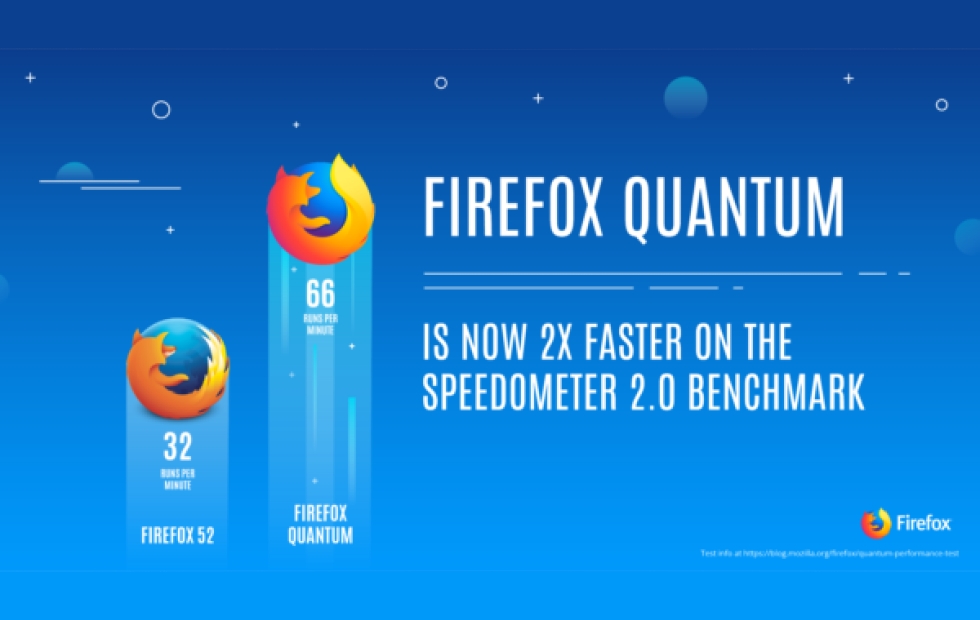 FIREFOX QUANTUM
IS NOW 2X FASTER ON THE
SPEEDOMETER 2.0 BENCHMARK
66
RUNS PER
MINUTE
FIREFOX
QUANTUM
32
RUNS PER
MINUTE
FIREFOX 52
Firefox
Test info at https://blog.mozilla.org/firefox/quantum-performance-test